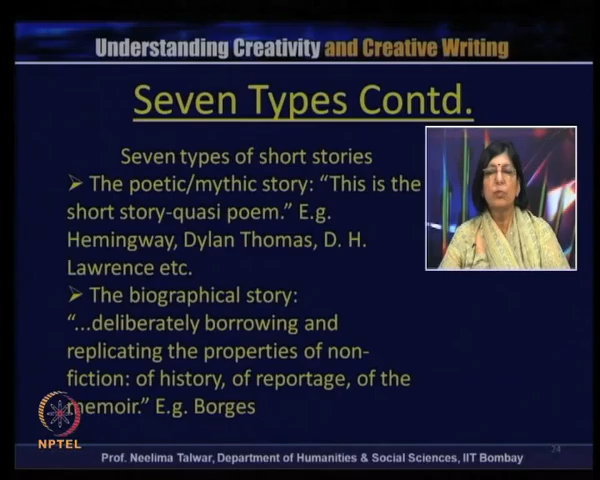 Understanding Creativity and Creative Writing
Seven Types Contd.
Seven types of short stories
➢ The poetic/mythic story: “This is the
short story-quasi poem.” E.g.
Hemingway, Dylan Thomas, D. H.
Lawrence etc.
➢ The biographical story:
“...deliberately borrowing and
replicating the properties of non-
fiction: of history, of reportage, of the
memoir.” E.g. Borges
NPTEL
24
Prof. Neelima Talwar, Department of Humanities & Social Sciences, IIT Bombay